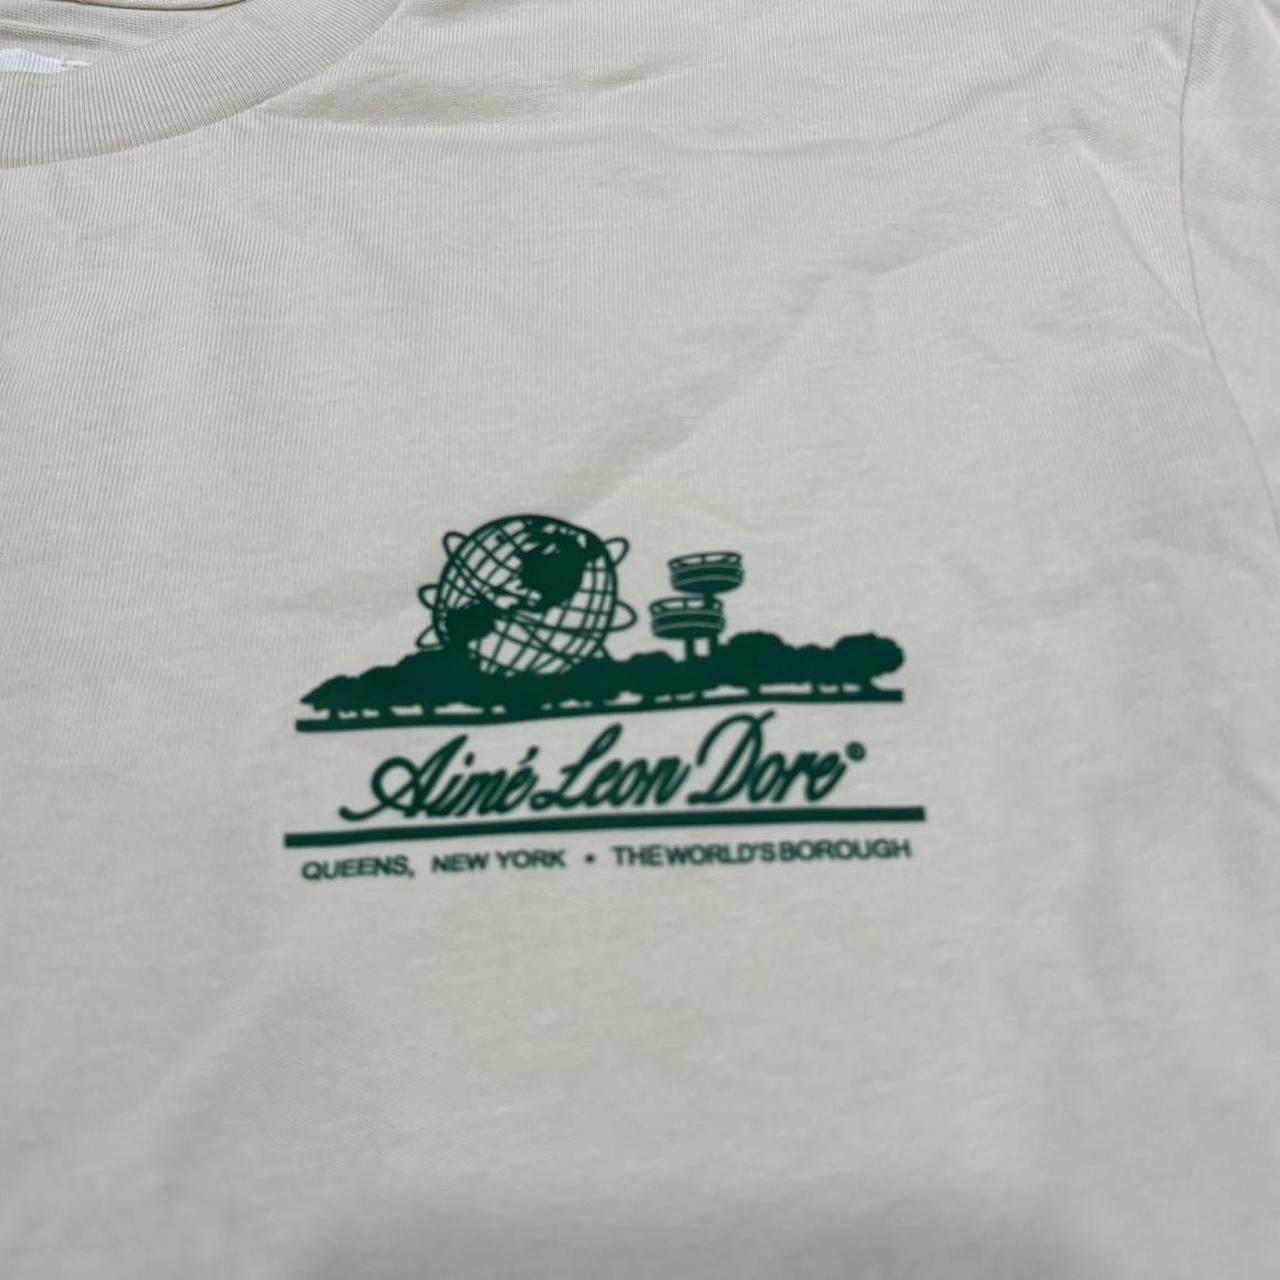 Aimé Leon Dore®
QUEENS, NEW YORK • THE WORLD'S BOROUGH